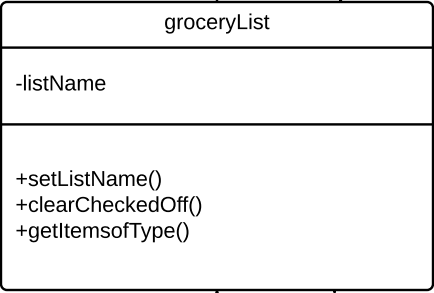 groceryList
-listName
+setListName()
+clearCheckedOff()
+getItemsofType()